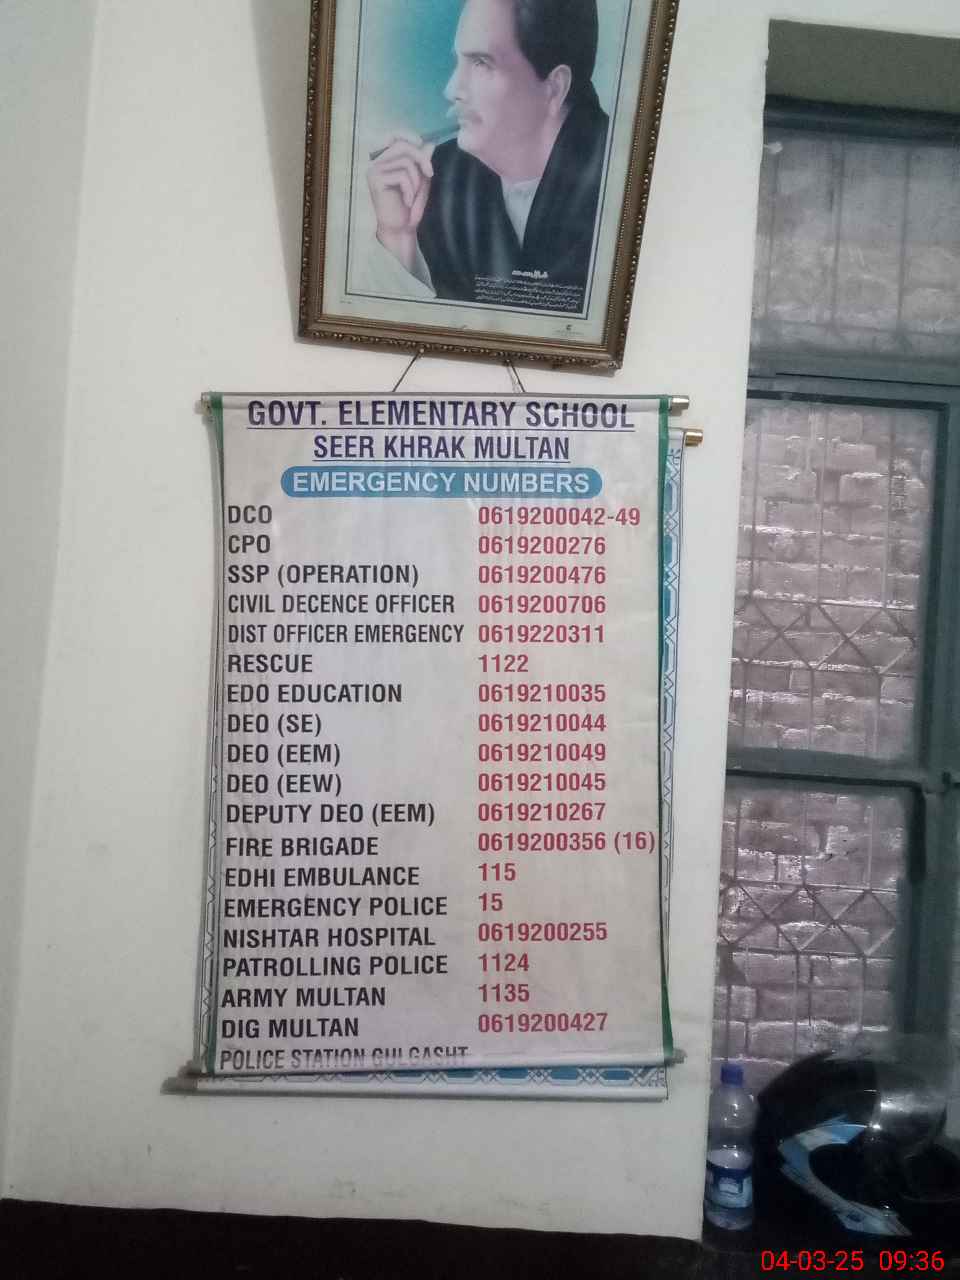 GOVT. ELEMENTARY SCHOOL
SEER KHRAK MULTAN
EMERGENCY NUMBERS
DCO 0619200042-49
CPO 0619200276
SSP (OPERATION) 0619200476
CIVIL DECENCE OFFICER 0619200706
DIST OFFICER EMERGENCY 0619220311
RESCUE 1122
EDO EDUCATION 0619210035
DEO (SE) 0619210044
DEO (EEM) 0619210049
DEO (EEW) 0619210045
DEPUTY DEO (EEM) 0619210267
FIRE BRIGADE 0619200356 (16)
EDHI EMBULANCE 115
EMERGENCY POLICE 15
NISHTAR HOSPITAL 0619200255
PATROLLING POLICE 1124
ARMY MULTAN 1135
DIG MULTAN 0619200427
POLICE STATION GULGASHT
04-03-25 09:36